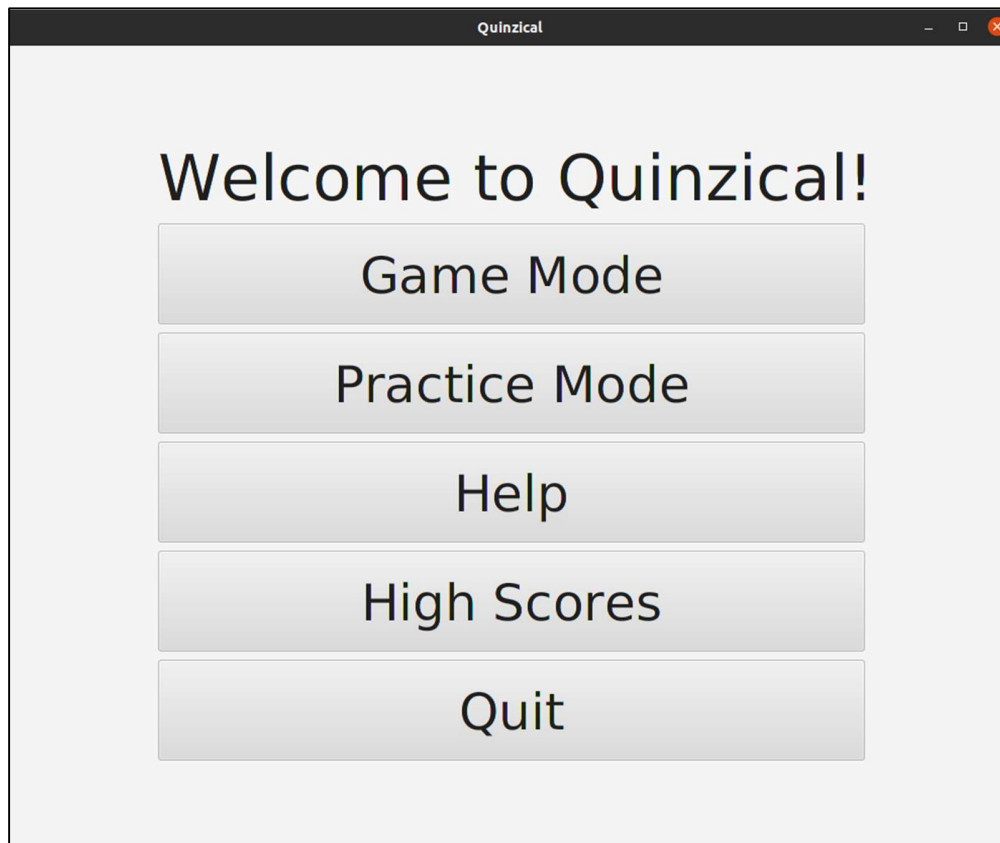 Quinzical
Welcome to Quinzical!
Game Mode
Practice Mode
Help
High Scores
Quit